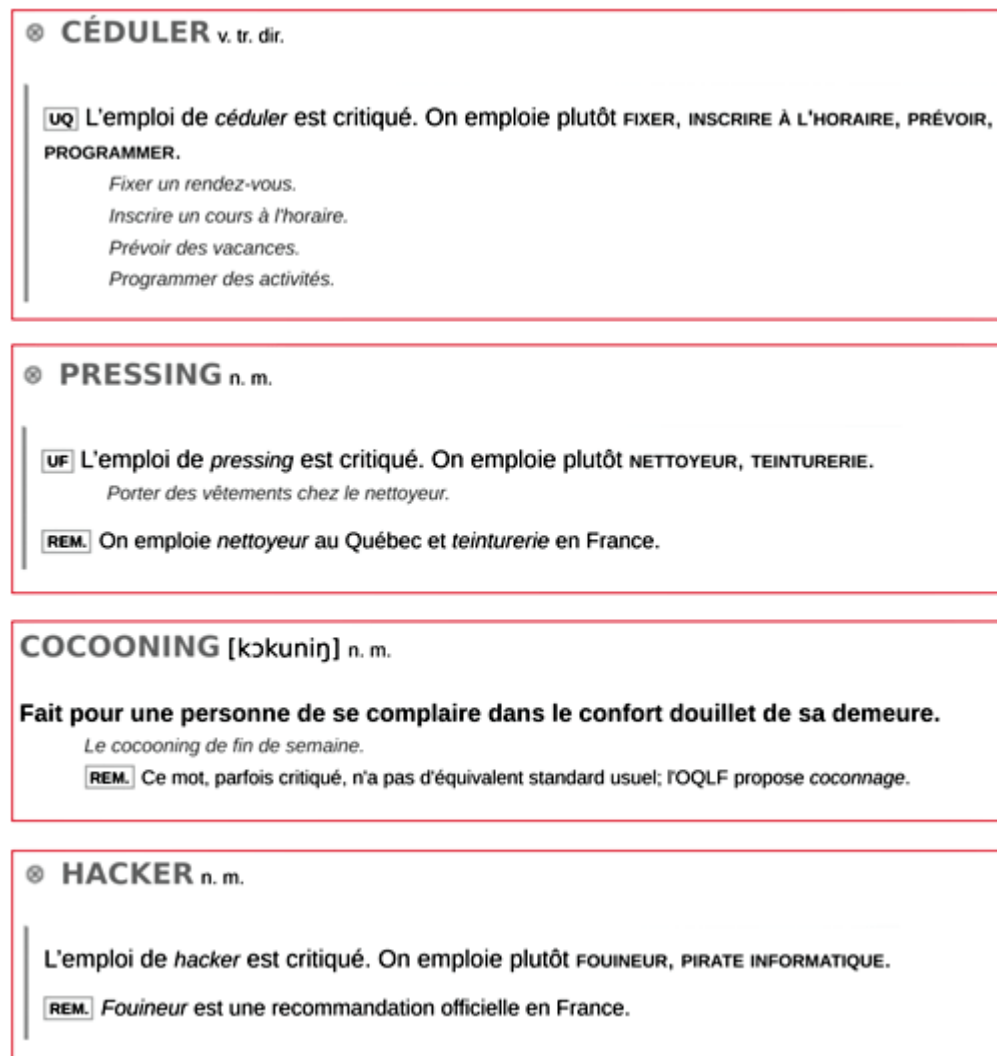 ⊗ CÉDULER v. tr. dir.
UQ L'emploi de céduler est critiqué. On emploie plutôt FIXER, INSCRIRE À L'HORAIRE, PRÉVOIR,
PROGRAMMER.
Fixer un rendez-vous.
Inscrire un cours à l'horaire.
Prévoir des vacances.
Programmer des activités.
⊗ PRESSING n. m.
UF L'emploi de pressing est critiqué. On emploie plutôt NETTOYEUR, TEINTURERIE.
Porter des vêtements chez le nettoyeur.
REM. On emploie nettoyeur au Québec et teinturerie en France.
COCOONING [kɔkuniŋ] n. m.
Fait pour une personne de se complaire dans le confort douillet de sa demeure.
Le cocooning de fin de semaine.
REM. Ce mot, parfois critiqué, n'a pas d'équivalent standard usuel; l'OQLF propose coconnage.
⊗ HACKER n. m.
L'emploi de hacker est critiqué. On emploie plutôt FOUINEUR, PIRATE INFORMATIQUE.
REM. Fouineur est une recommandation officielle en France.